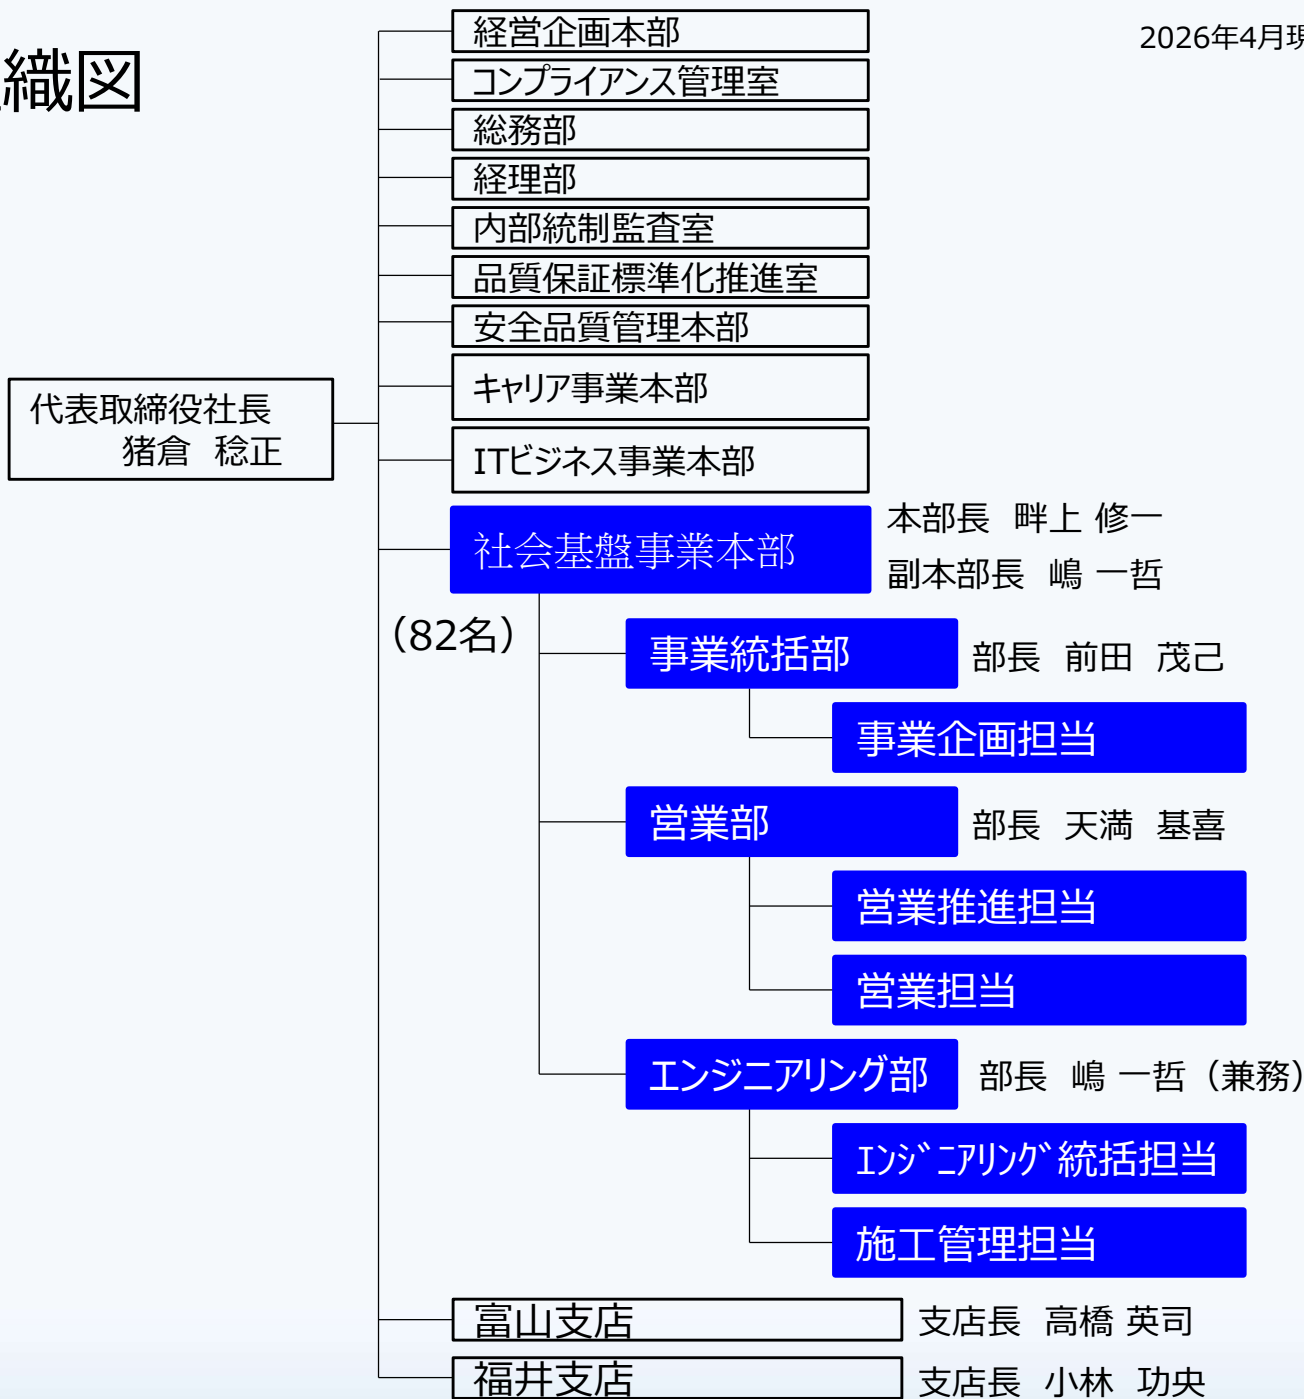 織図
2026年4月現
経営企画本部
コンプライアンス管理室
総務部
経理部
内部統制監査室
品質保証標準化推進室
安全品質管理本部
キャリア事業本部
代表取締役社長
猪倉 稔正
ITビジネス事業本部
社会基盤事業本部
本部長 畔上 修一
副本部長 嶋 一哲
（82名）
事業統括部
部長 前田 茂己
事業企画担当
営業部
部長 天満 基喜
営業推進担当
営業担当
エンジニアリング部
部長 嶋 一哲（兼務）
ｴﾝｼﾞﾆｱﾘﾝｸﾞ統括担当
施工管理担当
富山支店
支店長 高橋 英司
福井支店
支店長 小林 功央